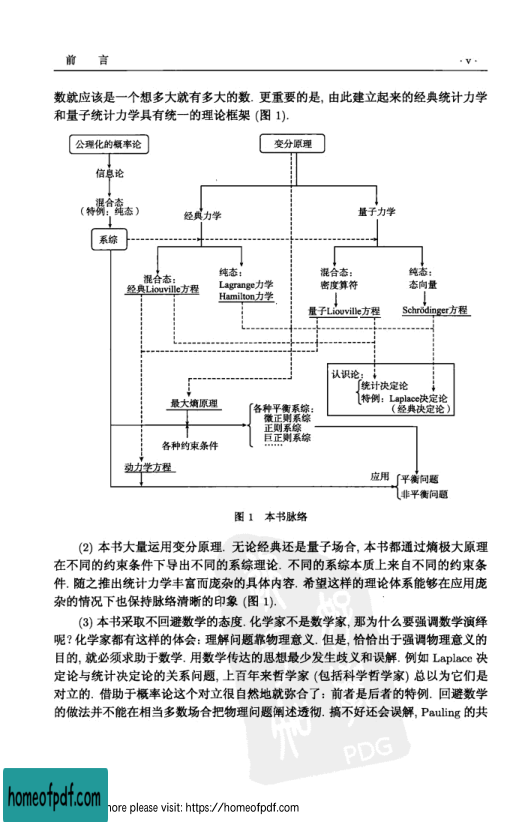 前 言
· v ·
数就应该是一个想多大就有多大的数. 更重要的是, 由此建立起来的经典统计力学
和量子统计力学具有统一的理论框架 (图 1).
公理化的概率论
变分原理
信息论
混合态
(特例：纯态)
经典力学
量子力学
系综
混合态：
经典Liouville方程
纯态：
Lagrange力学
Hamilton力学
混合态：
密度算符
量子Liouville方程
纯态：
态向量
Schrödinger方程
认识论：
统计决定论
特例：Laplace决定论
(经典决定论)
最大熵原理
各种平衡系综：
微正则系综
正则系综
巨正则系综
……
各种约束条件
动力学方程
应用
平衡问题
非平衡问题
图 1 本书脉络
(2) 本书大量运用变分原理. 无论经典还是量子场合, 本书都通过熵极大原理
在不同的约束条件下导出不同的系综理论. 不同的系综本质上来自不同的约束条
件. 随之推出统计力学丰富而庞杂的具体内容. 希望这样的理论体系能够在应用庞
杂的情况下也保持脉络清晰的印象 (图 1).
(3) 本书采取不回避数学的态度. 化学家不是数学家, 那为什么要强调数学演绎
呢? 化学家都有这样的体会: 理解问题靠物理意义. 但是, 恰恰出于强调物理意义的
目的, 就必须求助于数学. 用数学传达的思想最少发生歧义和误解. 例如 Laplace 决
定论与统计决定论的关系问题, 上百年来哲学家 (包括科学哲学家) 总以为它们是
对立的. 借助于概率论这个对立很自然地就弥合了: 前者是后者的特例. 回避数学
的做法并不能在相当多数场合把物理问题阐述透彻. 搞不好还会误解, Pauling 的共
PDG
homeofpdf.com
more please visit: https://homeofpdf.com